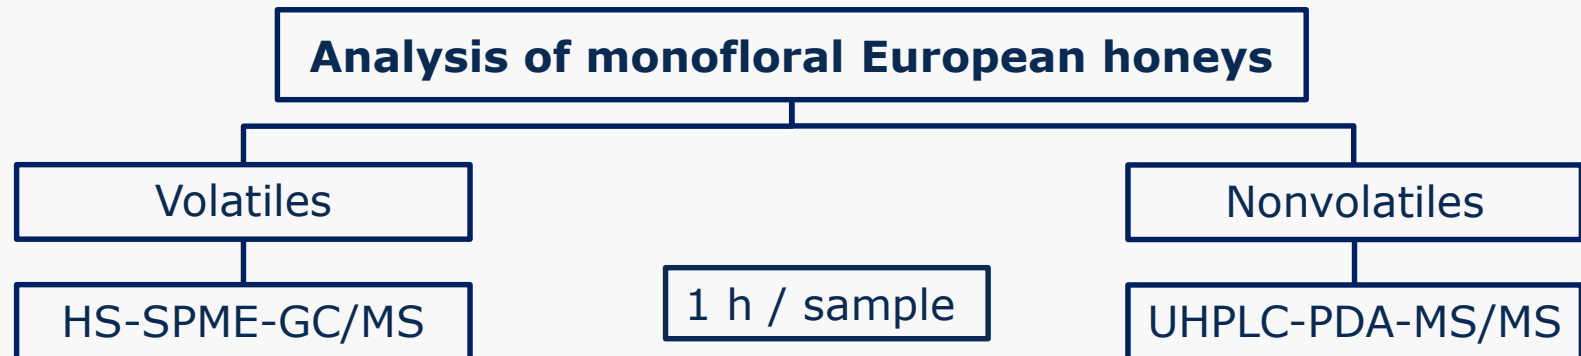 Analysis of monofloral European honeys
Volatiles
Nonvolatiles
HS-SPME-GC/MS
1 h / sample
UHPLC-PDA-MS/MS